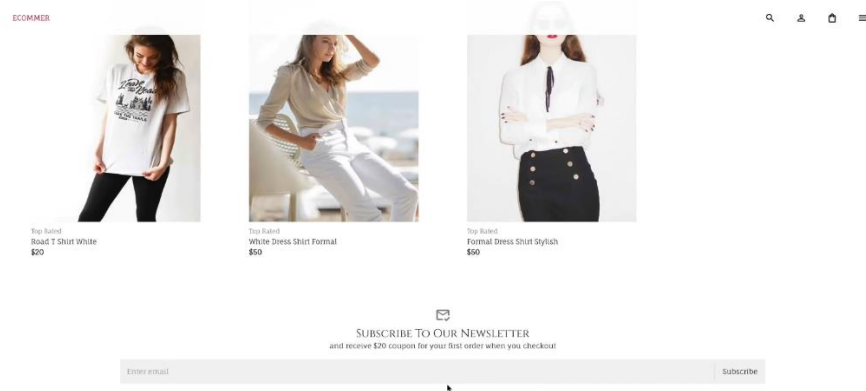 ECOMMER
Top Rated
Road T Shirt White
$20
Top Rated
White Dress Shirt Formal
$50
Top Rated
Formal Dress Shirt Stylish
$50
SUBSCRIBE TO OUR NEWSLETTER
and receive $20 coupon for your first order when you checkout
Enter email
Subscribe